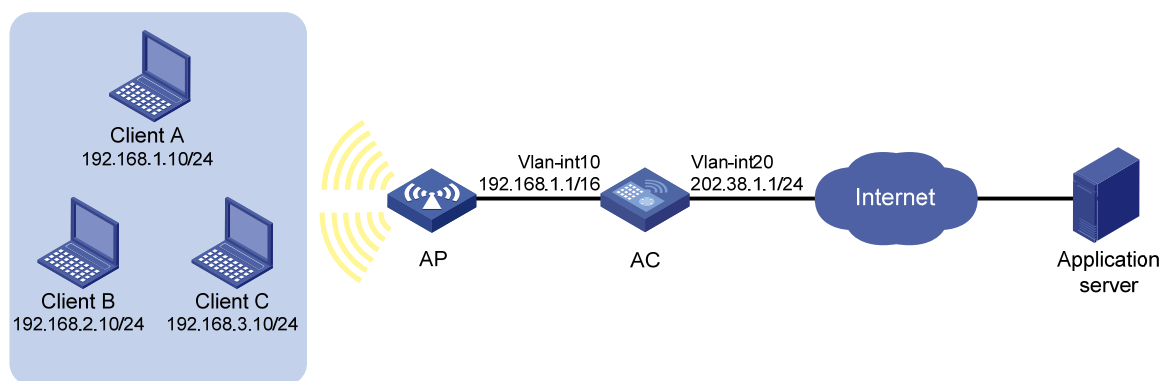 Client A
192.168.1.10/24
Client B
192.168.2.10/24
Client C
192.168.3.10/24
AP
Vlan-int10
192.168.1.1/16
AC
Vlan-int20
202.38.1.1/24
Internet
Application
server